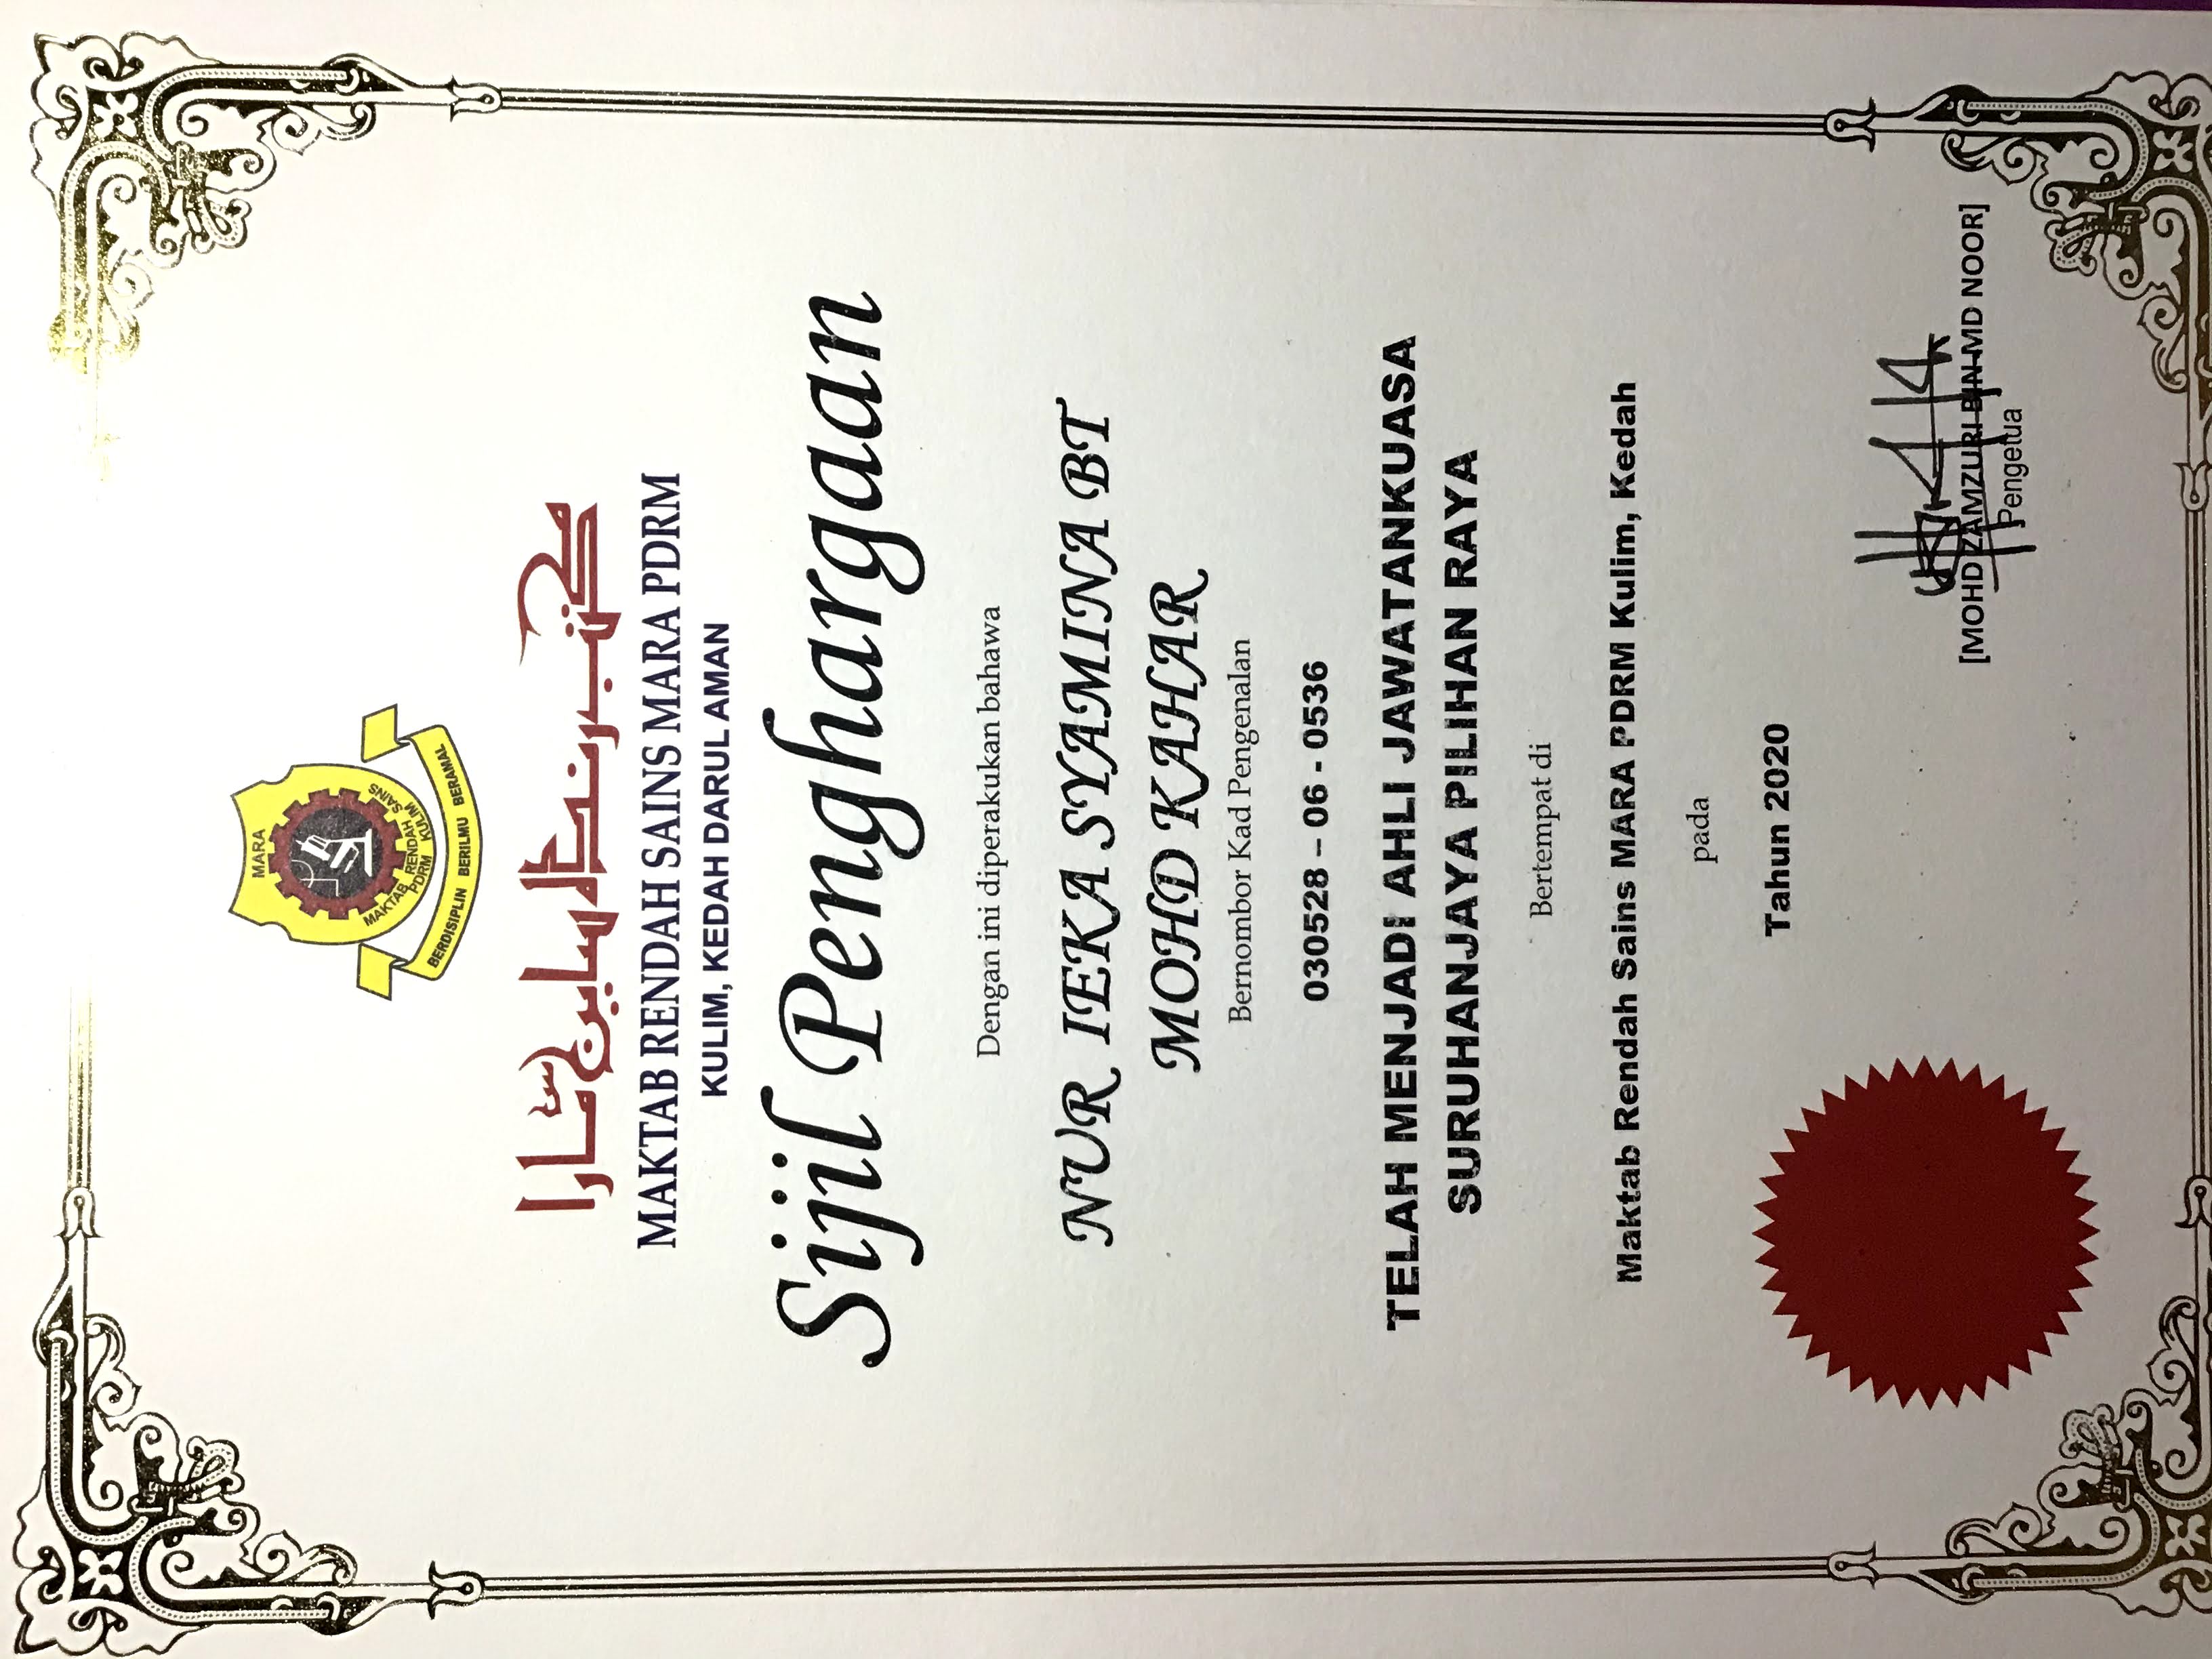 MARA
MAKTAB RENDAH SAINS
PDRM KULIM
BERDISIPLIN BERILMU BERAMAL
مكتب رنده ساين س مارا
MAKTAB RENDAH SAINS MARA PDRM
KULIM, KEDAH DARUL AMAN
Sijil Penghargaan
Dengan ini diperakukan bahawa
NUR IEKA SYAMINA BT
MOHD KAHAR
Bernombor Kad Pengenalan
030528 – 06 - 0536
TELAH MENJADI AHLI JAWATANKUASA
SURUHANJAYA PILIHAN RAYA
Bertempat di
Maktab Rendah Sains MARA PDRM Kulim, Kedah
pada
Tahun 2020
[MOHD ZAMZURI BIN MD NOOR]
Pengetua